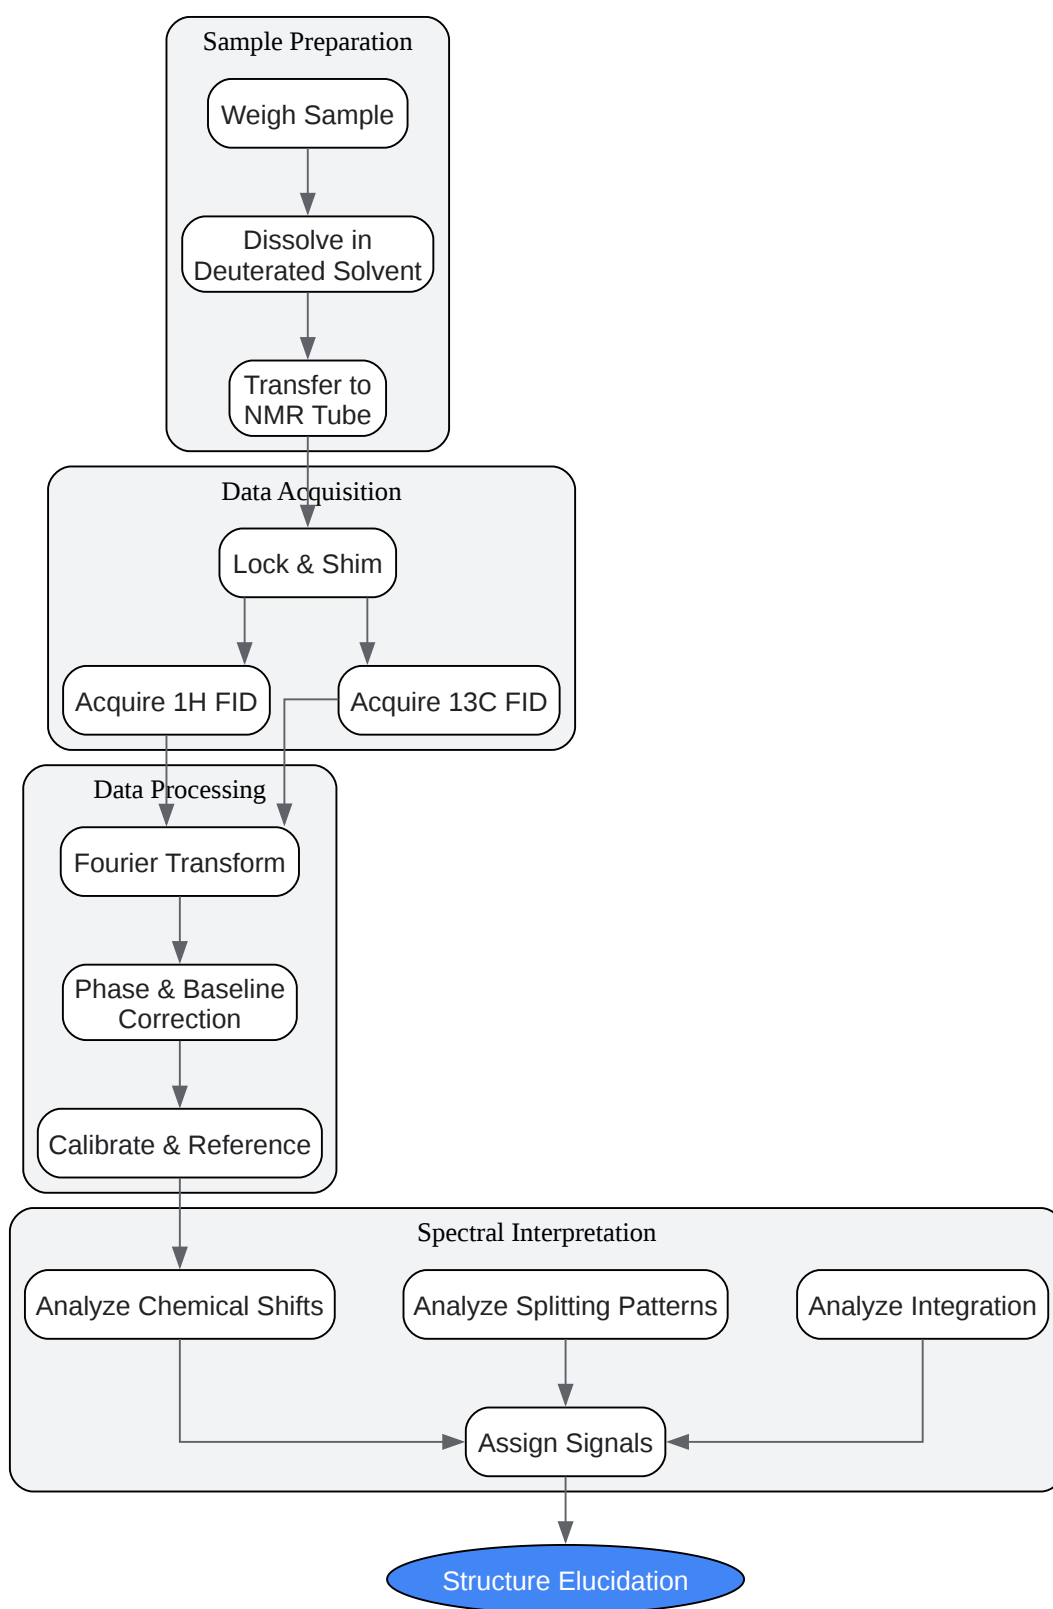 Sample Preparation
Weigh Sample
Dissolve in
Deuterated Solvent
Transfer to
NMR Tube
Data Acquisition
Lock & Shim
Acquire 1H FID
Acquire 13C FID
Data Processing
Fourier Transform
Phase & Baseline
Correction
Calibrate & Reference
Spectral Interpretation
Analyze Chemical Shifts
Analyze Splitting Patterns
Analyze Integration
Assign Signals
Structure Elucidation